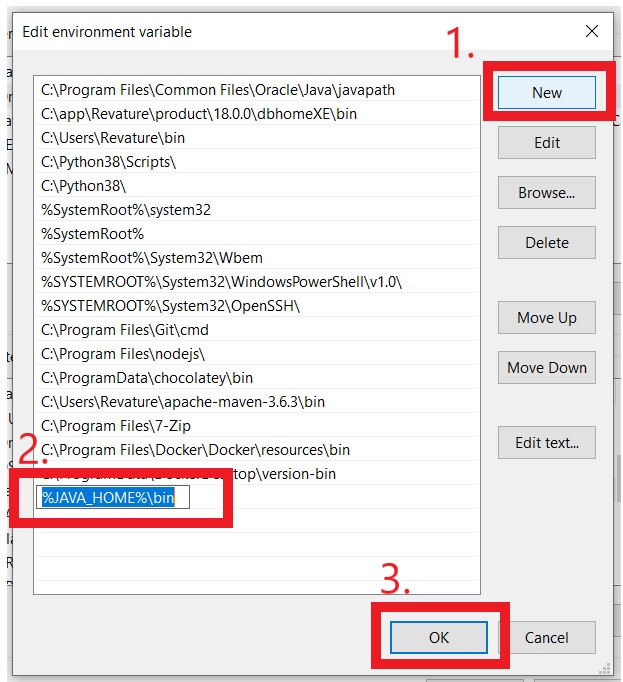 Edit environment variable
1.
C:\Program Files\Common Files\Oracle\Java\javapath
New
C:\app\Revature\product\18.0.0\dbhomeXE\bin
C:\Users\Revature\bin
Edit
C:\Python38\Scripts\
C:\Python38\
Browse...
%SystemRoot%\system32
%SystemRoot%
Delete
%SystemRoot%\System32\Wbem
%SYSTEMROOT%\System32\WindowsPowerShell\v1.0\
%SYSTEMROOT%\System32\OpenSSH\
Move Up
C:\Program Files\Git\cmd
C:\Program Files\nodejs\
Move Down
C:\ProgramData\chocolatey\bin
C:\Users\Revature\apache-maven-3.6.3\bin
C:\Program Files\7-Zip
Edit text...
C:\Program Files\Docker\Docker\resources\bin
2.
\version-bin
%JAVA_HOME%\bin
3.
OK
Cancel